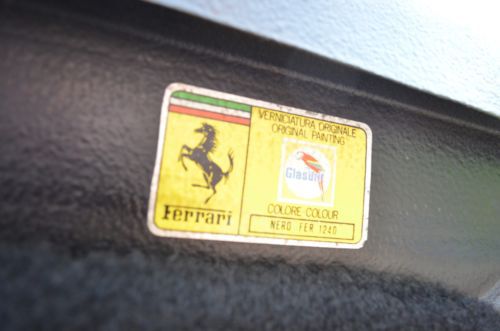 VERNICIATURA ORIGINALE
ORIGINAL PAINTING
Glasurit
COLORE COLOUR
NERO FER 1240
Ferrari